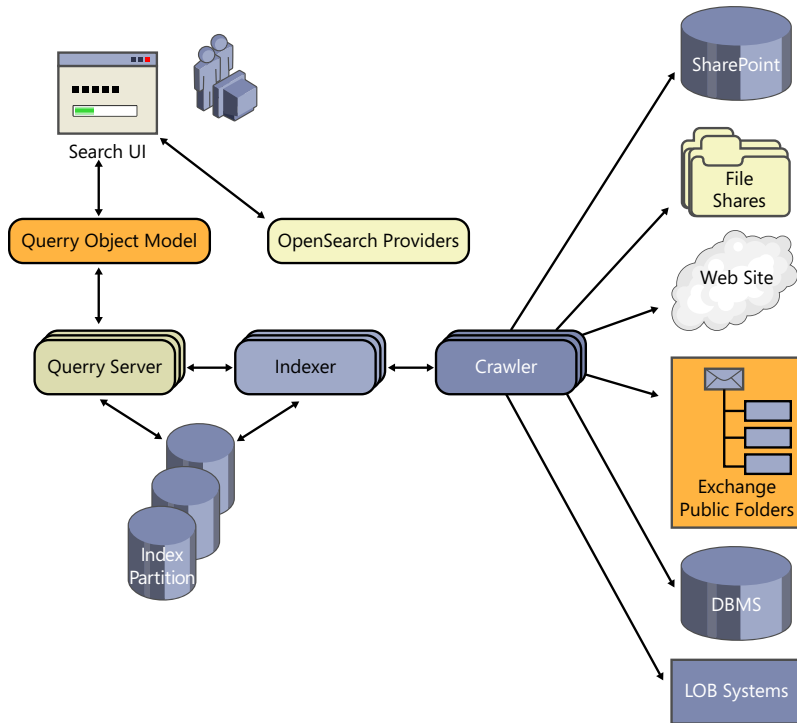 SharePoint
Search UI
File
Shares
Querry Object Model
OpenSearch Providers
Web Site
Querry Server
Indexer
Crawler
Exchange
Public Folders
Index
Partition
DBMS
LOB Systems